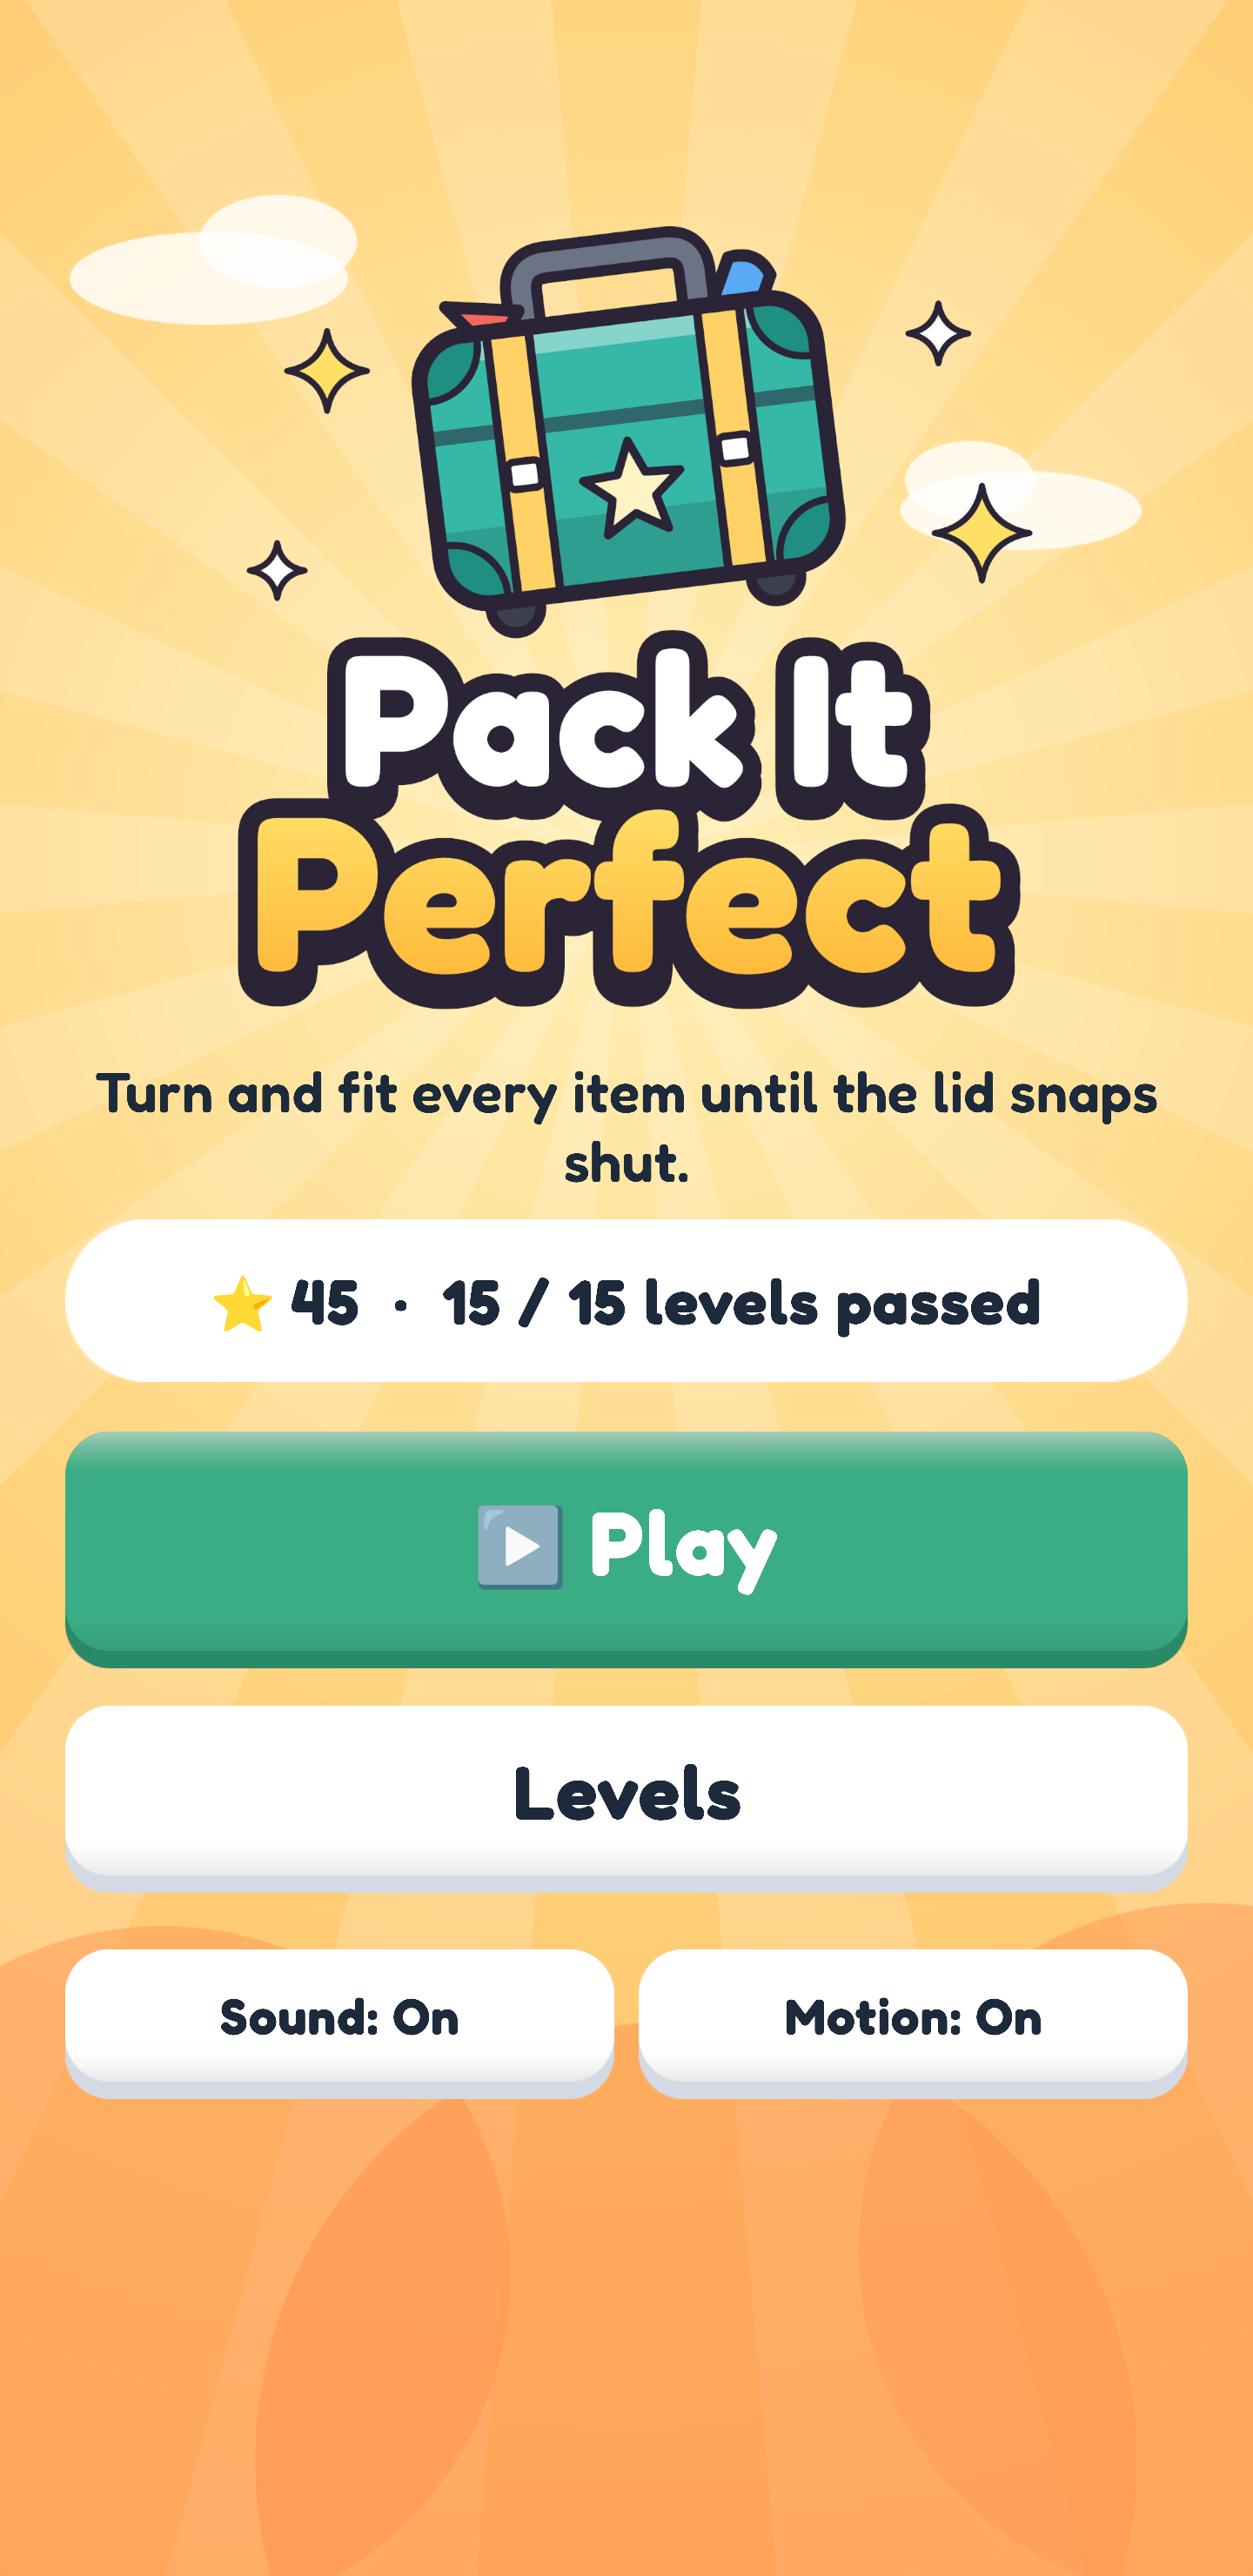 Pack It
Perfect
Turn and fit every item until the lid snaps
shut.
⭐ 45 · 15 / 15 levels passed
▶️ Play
Levels
Sound: On
Motion: On